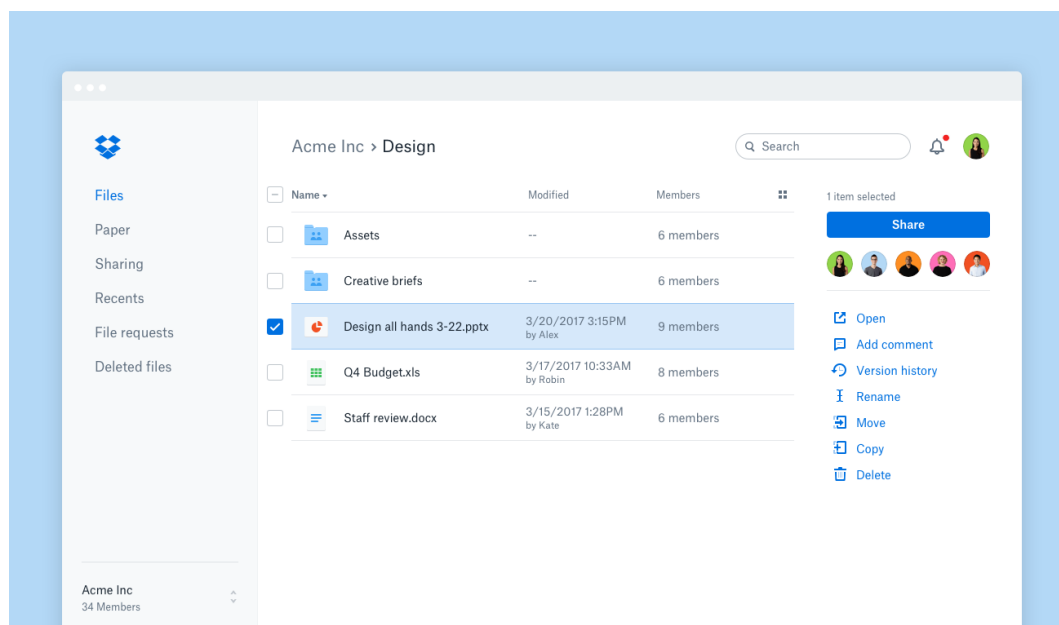 Acme Inc > Design
Search
Files
Paper
Sharing
Recents
File requests
Deleted files
Acme Inc
34 Members
Name
Modified
Members
Assets
--
6 members
Creative briefs
--
6 members
Design all hands 3-22.pptx
3/20/2017 3:15PM
by Alex
9 members
Q4 Budget.xls
3/17/2017 10:33AM
by Robin
8 members
Staff review.docx
3/15/2017 1:28PM
by Kate
6 members
1 item selected
Share
Open
Add comment
Version history
Rename
Move
Copy
Delete